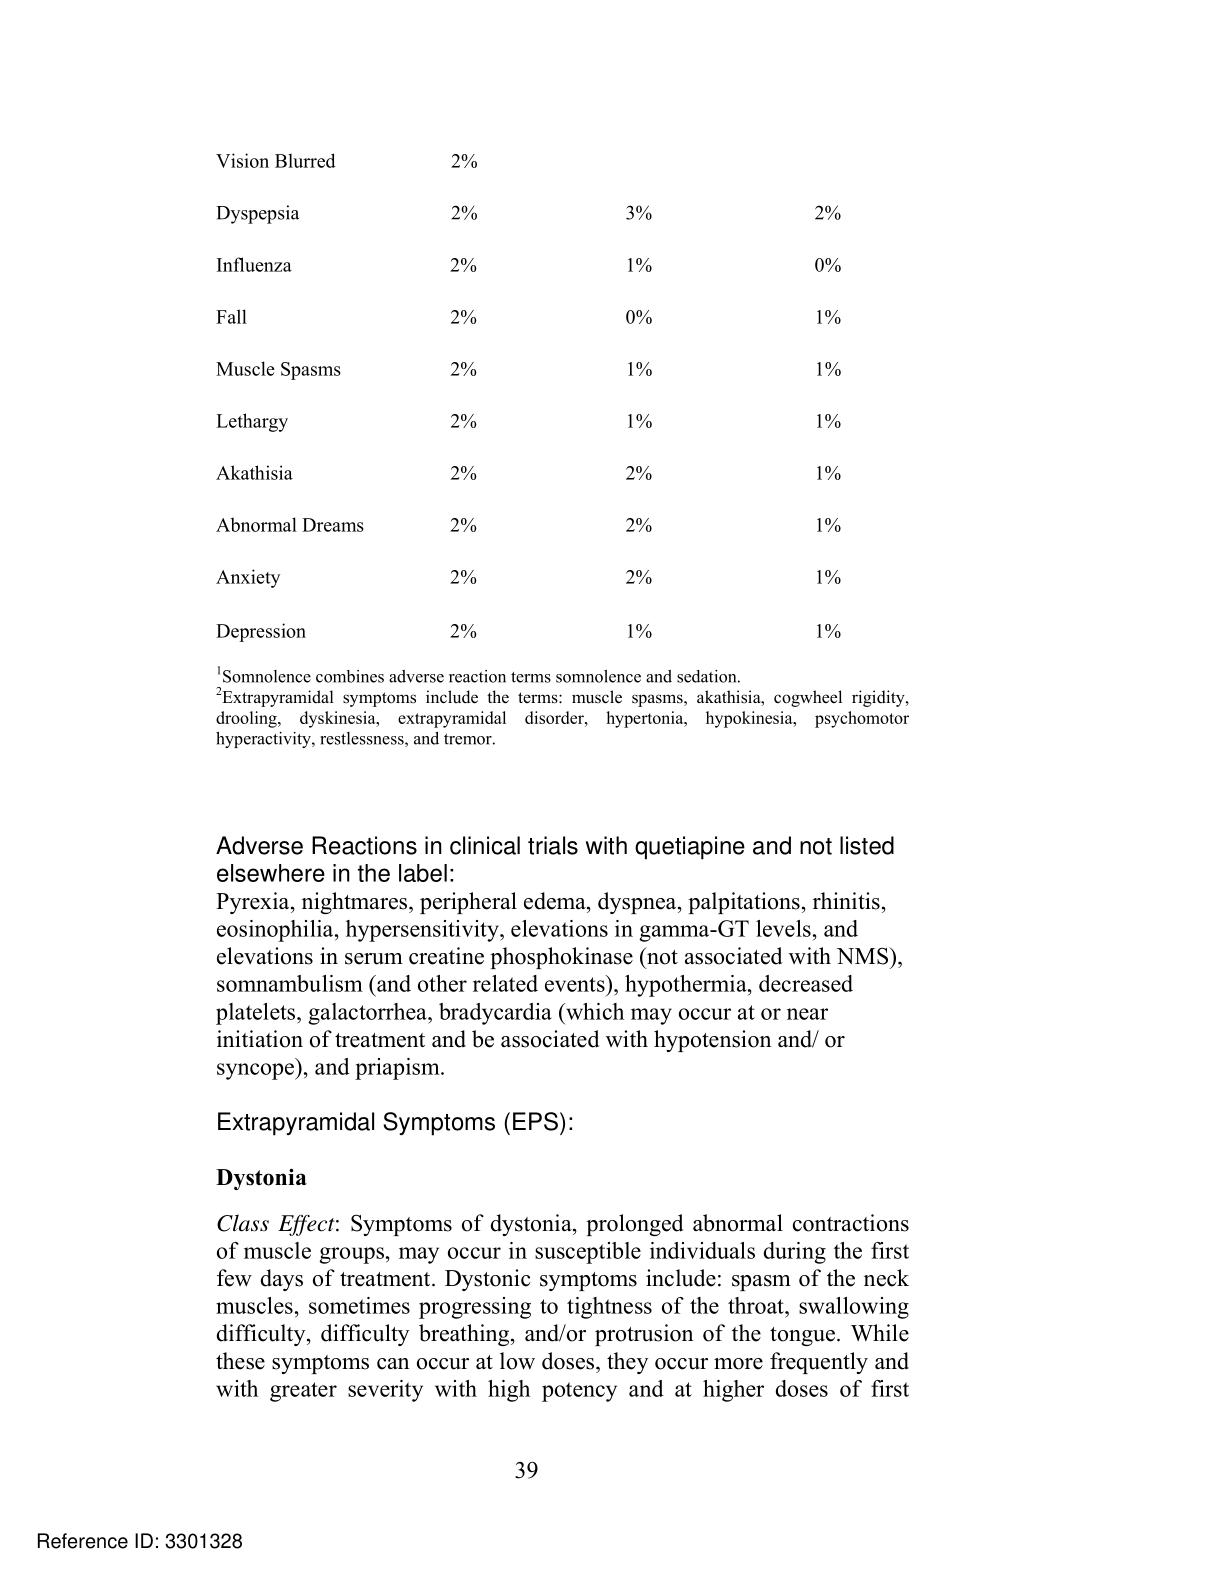 Vision Blurred 2%
Dyspepsia 2% 3% 2%
Influenza 2% 1% 0%
Fall 2% 0% 1%
Muscle Spasms 2% 1% 1%
Lethargy 2% 1% 1%
Akathisia 2% 2% 1%
Abnormal Dreams 2% 2% 1%
Anxiety 2% 2% 1%
Depression 2% 1% 1%
1Somnolence combines adverse reaction terms somnolence and sedation.
2Extrapyramidal symptoms include the terms: muscle spasms, akathisia, cogwheel rigidity,
drooling, dyskinesia, extrapyramidal disorder, hypertonia, hypokinesia, psychomotor
hyperactivity, restlessness, and tremor.
Adverse Reactions in clinical trials with quetiapine and not listed
elsewhere in the label:
Pyrexia, nightmares, peripheral edema, dyspnea, palpitations, rhinitis,
eosinophilia, hypersensitivity, elevations in gamma-GT levels, and
elevations in serum creatine phosphokinase (not associated with NMS),
somnambulism (and other related events), hypothermia, decreased
platelets, galactorrhea, bradycardia (which may occur at or near
initiation of treatment and be associated with hypotension and/ or
syncope), and priapism.
Extrapyramidal Symptoms (EPS):
Dystonia
Class Effect: Symptoms of dystonia, prolonged abnormal contractions
of muscle groups, may occur in susceptible individuals during the first
few days of treatment. Dystonic symptoms include: spasm of the neck
muscles, sometimes progressing to tightness of the throat, swallowing
difficulty, difficulty breathing, and/or protrusion of the tongue. While
these symptoms can occur at low doses, they occur more frequently and
with greater severity with high potency and at higher doses of first
39
Reference ID: 3301328